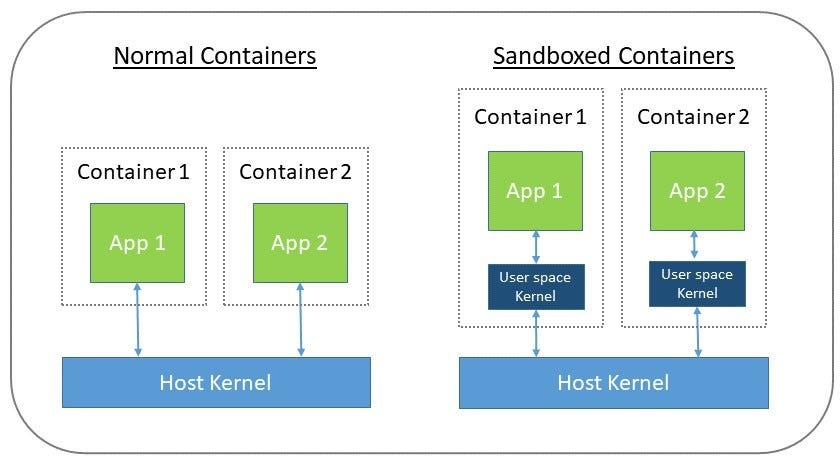 Normal Containers
Container 1
App 1
Container 2
App 2
Host Kernel
Sandboxed Containers
Container 1
App 1
User space
Kernel
Container 2
App 2
User space
Kernel
Host Kernel